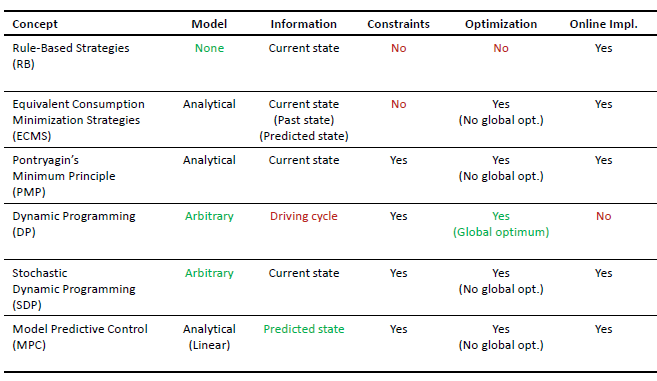 Concept Model Information Constraints Optimization Online Impl.
Rule-Based Strategies None Current state No No Yes
(RB)
Equivalent Consumption Analytical Current state No Yes Yes
Minimization Strategies (Past state) (No global opt.)
(ECMS) (Predicted state)
Pontryagin's Analytical Current state Yes Yes Yes
Minimum Principle (No global opt.)
(PMP)
Dynamic Programming Arbitrary Driving cycle Yes Yes No
(DP) (Global optimum)
Stochastic Arbitrary Current state Yes Yes Yes
Dynamic Programming (No global opt.)
(SDP)
Model Predictive Control Analytical Predicted state Yes Yes Yes
(MPC) (Linear) (No global opt.)